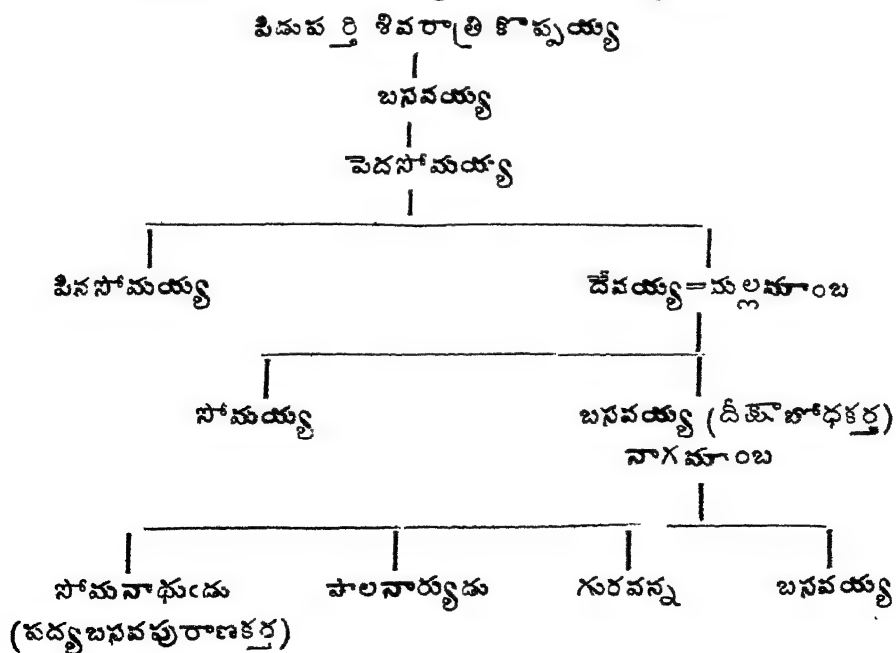 పిడుపర్తి శివరాత్రి కొప్పయ్య
బసవయ్య
పెదసోమయ్య
పినసోమయ్య దేవయ్య=మల్లమాంబ
సోమయ్య బసవయ్య (దీక్షాబోధకర్త)
నాగమాంబ
సోమనాథుఁడు పాలనార్యుడు గురవన్న బసవయ్య
(పద్యబసవపురాణకర్త)